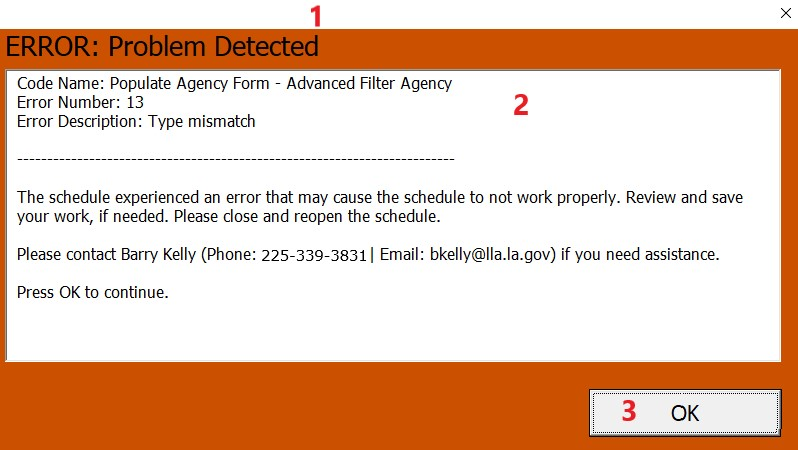 1
ERROR: Problem Detected
Code Name: Populate Agency Form - Advanced Filter Agency
Error Number: 13
2
Error Description: Type mismatch
-------------------------------------------------------------------------
The schedule experienced an error that may cause the schedule to not work properly. Review and save
your work, if needed. Please close and reopen the schedule.
Please contact Barry Kelly (Phone: 225-339-3831| Email: bkelly@lla.la.gov) if you need assistance.
Press OK to continue.
3 OK